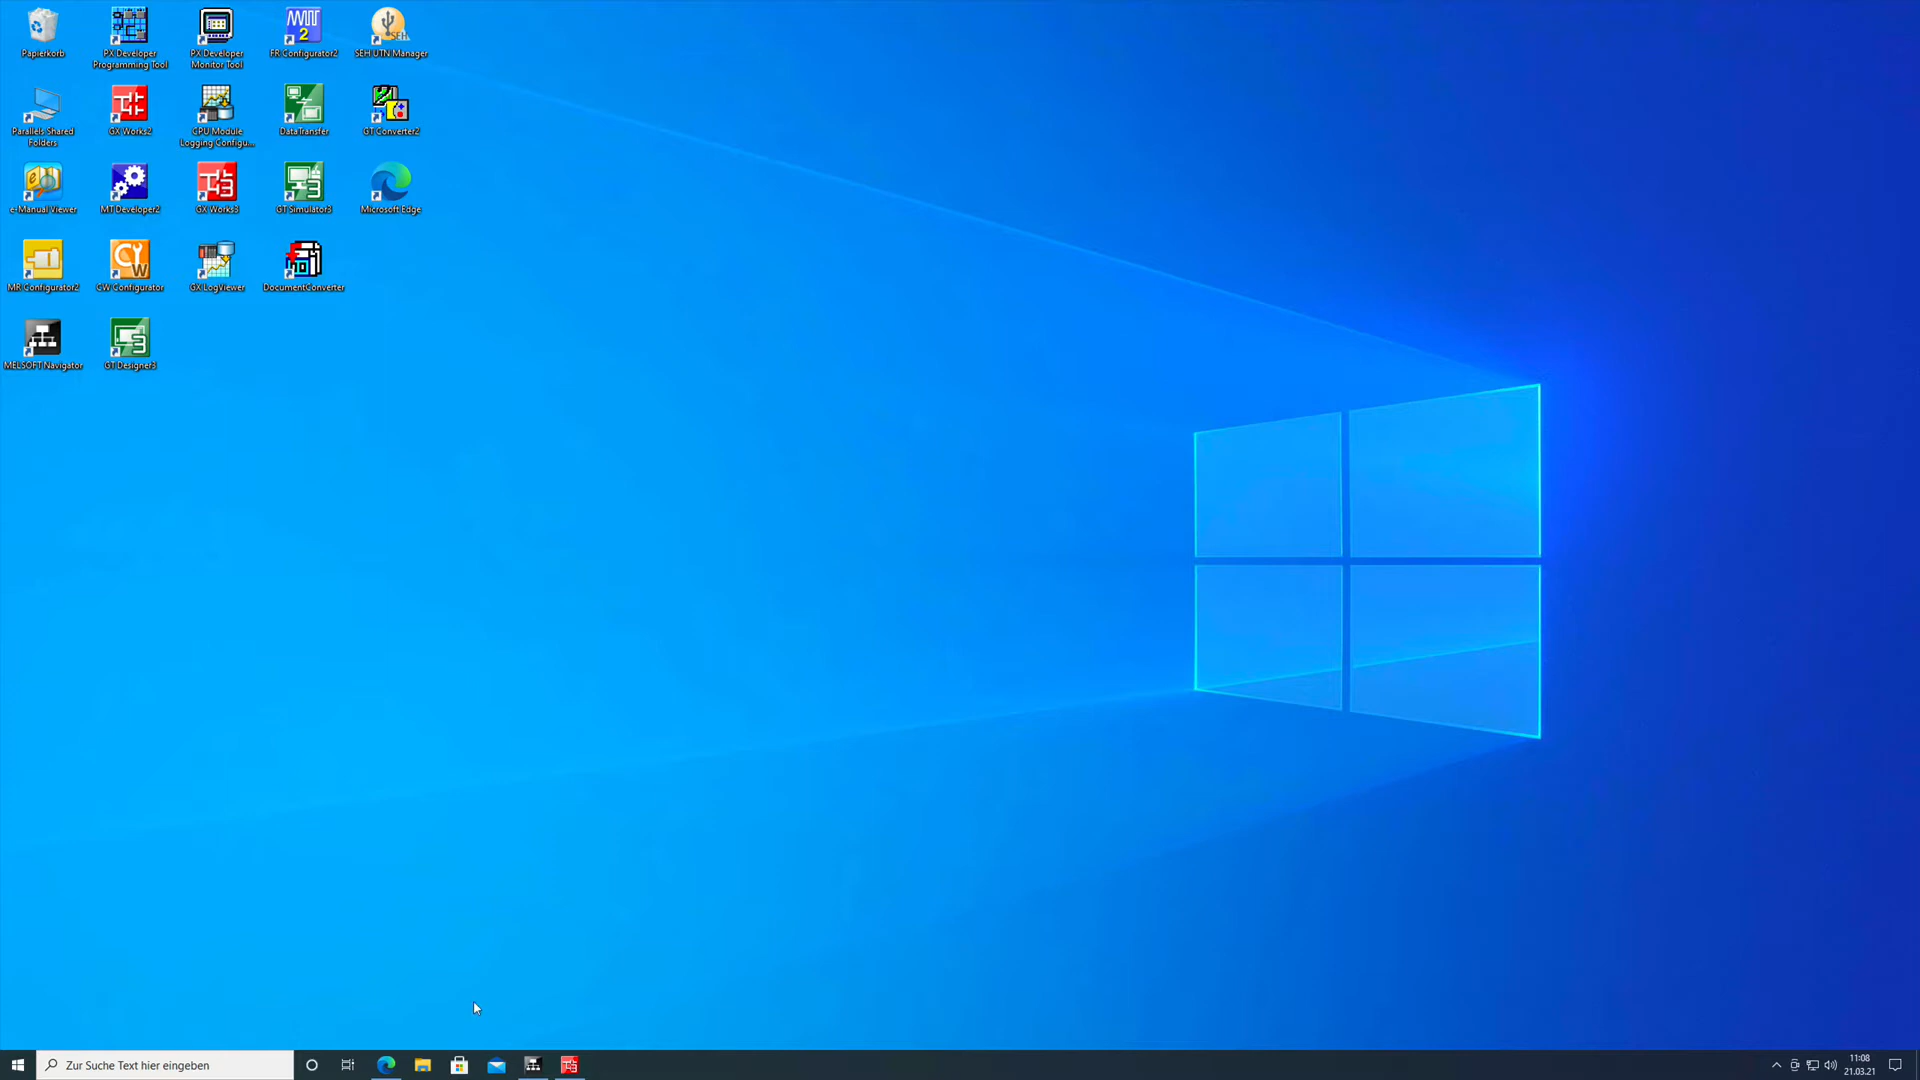 Papierkorb
PX Developer
Programming Tool
PX Developer
Monitor Tool
FR Configurator2
SEH UTN Manager
Parallels Shared
Folders
GX Works2
CPU Module
Logging Configu...
DataTransfer
GT Converter2
e-Manual Viewer
MT Developer2
GX Works3
GT Simulator3
Microsoft Edge
MR Configurator2
CW Configurator
GX LogViewer
DocumentConverter
MELSOFT Navigator
GT Designer3
Zur Suche Text hier eingeben
11:08
21.03.21